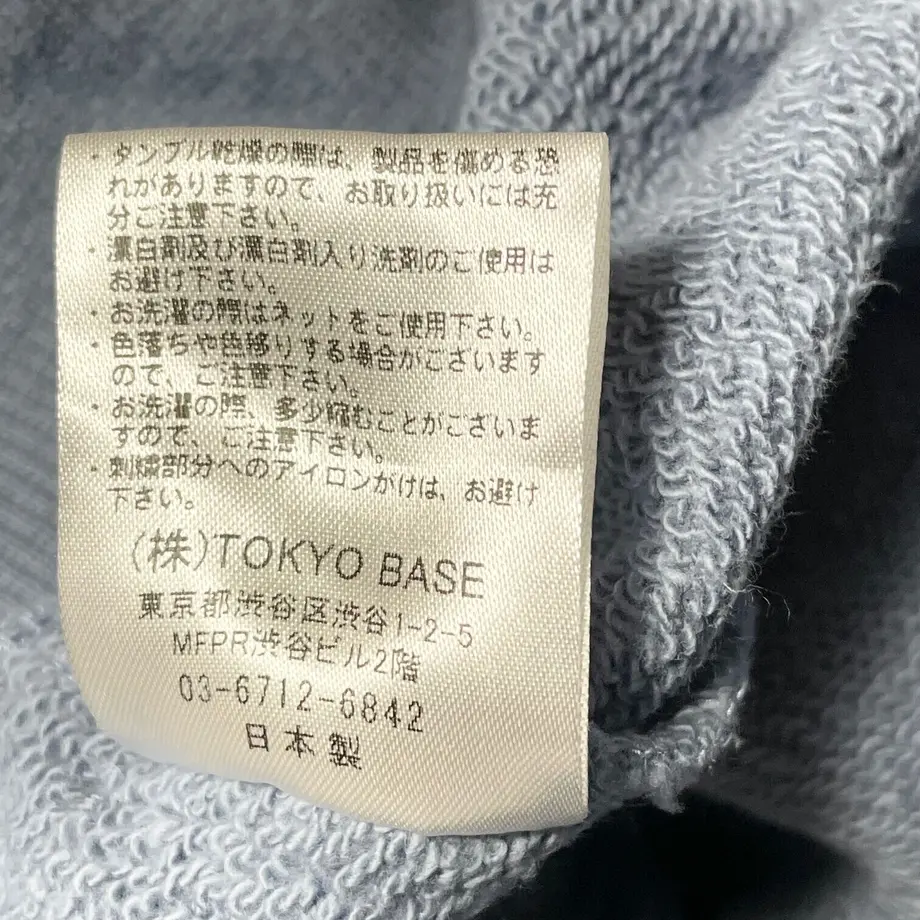 ・タンブル乾燥の際は、製品を傷める恐
れがありますので、お取り扱いには充
分ご注意下さい。
・漂白剤及び漂白剤入り洗剤のご使用は
お避け下さい。
・お洗濯の際はネットをご使用下さい。
・色落ちや色移りする場合がございます
ので、ご注意下さい。
・お洗濯の際、多少縮むことがございま
すので、ご注意下さい。
・刺繍部分へのアイロンがけは、お避け
下さい。
(株)TOKYO BASE
東京都渋谷区渋谷1-2-5
MFPR渋谷ビル2階
03-6712-6842
日本製